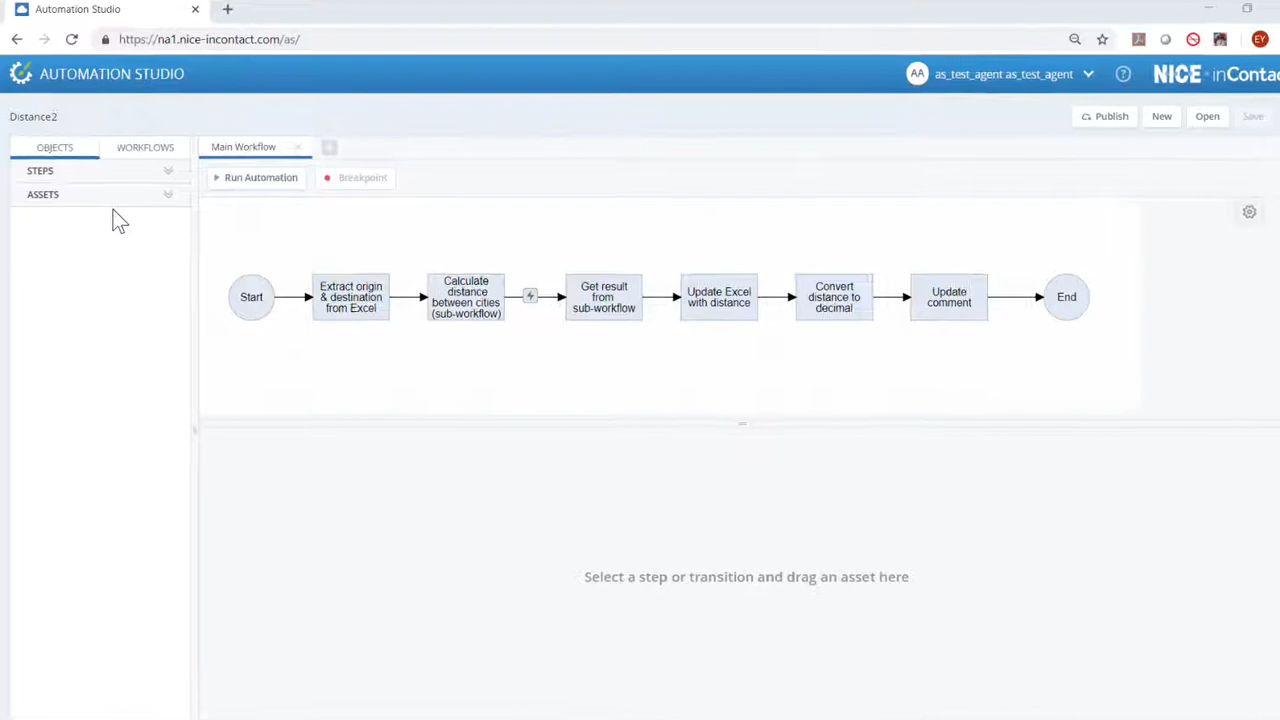 Automation Studio
https://na1.nice-incontact.com/as/
EY
AUTOMATION STUDIO
AA
as_test_agent as_test_agent
?
NICE inContac
Distance2
Publish
New
Open
Save
OBJECTS
WORKFLOWS
Main Workflow
STEPS
Run Automation
Breakpoint
ASSETS
Start
Extract origin
& destination
from Excel
Calculate
distance
between cities
(sub-workflow)
Get result
from
sub-workflow
Update Excel
with distance
Convert
distance to
decimal
Update
comment
End
Select a step or transition and drag an asset here